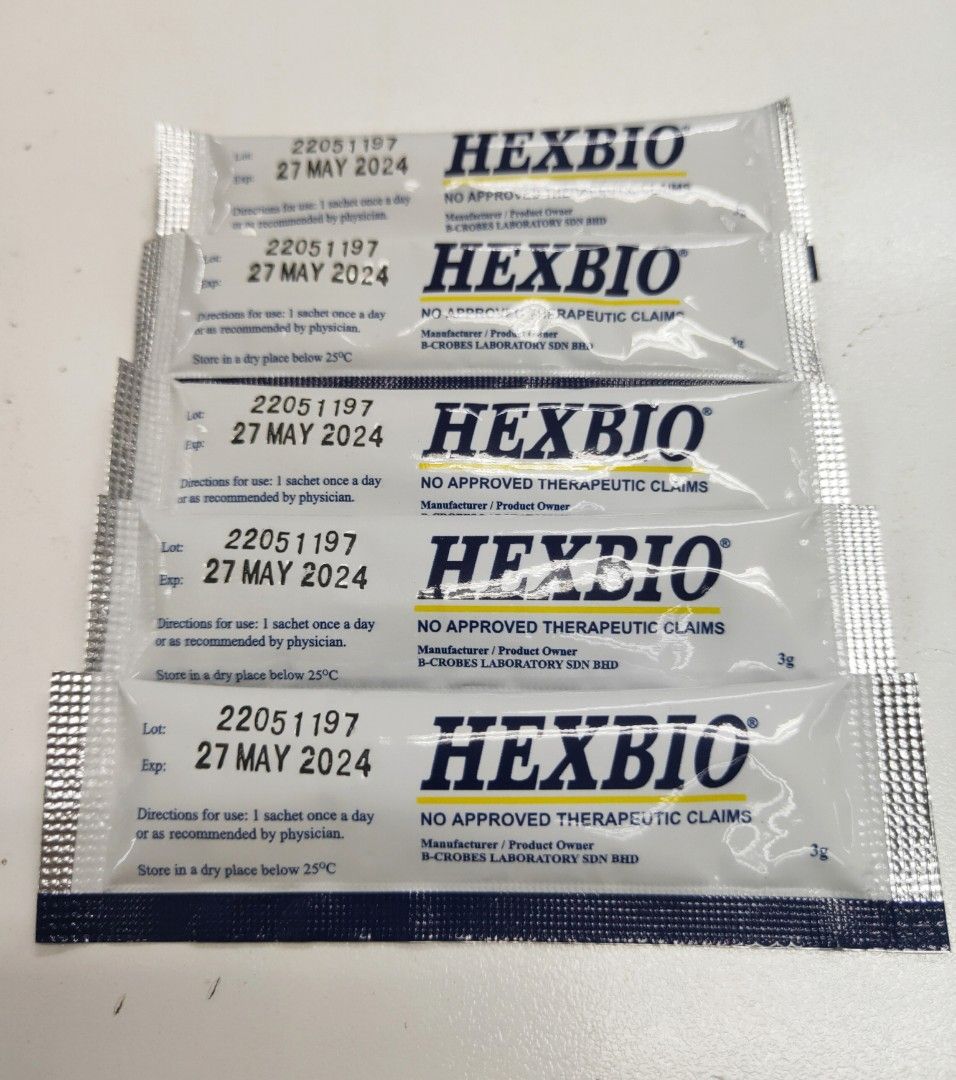 Lot: 22051197
Exp: 27 MAY 2024
Directions for use: 1 sachet once a day
or as recommended by physician.
HEXBIO®
NO APPROVED THERAPEUTIC CLAIMS
Manufacturer / Product Owner
B-CROBES LABORATORY SDN BHD
3g
Lot: 22051197
Exp: 27 MAY 2024
Directions for use: 1 sachet once a day
or as recommended by physician.
Store in a dry place below 25°C
HEXBIO®
NO APPROVED THERAPEUTIC CLAIMS
Manufacturer / Product Owner
B-CROBES LABORATORY SDN BHD
3g
Lot: 22051197
Exp: 27 MAY 2024
Directions for use: 1 sachet once a day
or as recommended by physician.
HEXBIO®
NO APPROVED THERAPEUTIC CLAIMS
Manufacturer / Product Owner
Lot: 22051197
Exp: 27 MAY 2024
Directions for use: 1 sachet once a day
or as recommended by physician.
Store in a dry place below 25°C
HEXBIO®
NO APPROVED THERAPEUTIC CLAIMS
Manufacturer / Product Owner
B-CROBES LABORATORY SDN BHD
3g
Lot: 22051197
Exp: 27 MAY 2024
Directions for use: 1 sachet once a day
or as recommended by physician.
Store in a dry place below 25°C
HEXBIO®
NO APPROVED THERAPEUTIC CLAIMS
Manufacturer / Product Owner
B-CROBES LABORATORY SDN BHD
3g